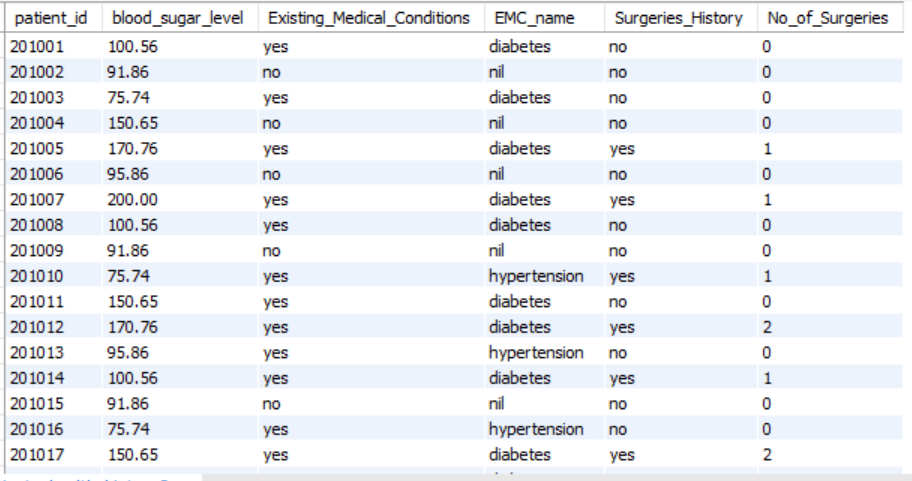 patient_id blood_sugar_level Existing_Medical_Conditions EMC_name Surgeries_History No_of_Surgeries
201001 100.56 yes diabetes no 0
201002 91.86 no nil no 0
201003 75.74 yes diabetes no 0
201004 150.65 no nil no 0
201005 170.76 yes diabetes yes 1
201006 95.86 no nil no 0
201007 200.00 yes diabetes yes 1
201008 100.56 yes diabetes no 0
201009 91.86 no nil no 0
201010 75.74 yes hypertension yes 1
201011 150.65 yes diabetes no 0
201012 170.76 yes diabetes yes 2
201013 95.86 yes hypertension no 0
201014 100.56 yes diabetes yes 1
201015 91.86 no nil no 0
201016 75.74 yes hypertension no 0
201017 150.65 yes diabetes yes 2